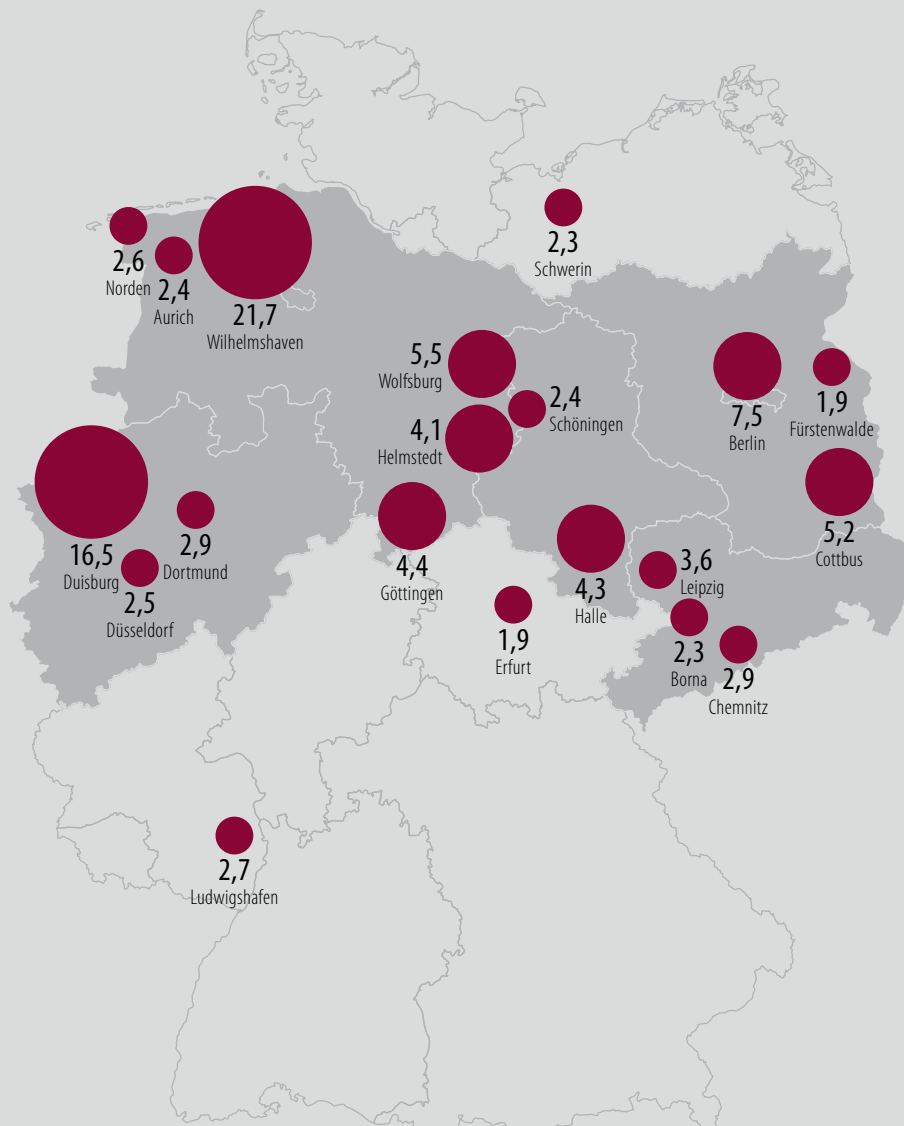 2,3
Schwerin
2,6
Norden
2,4
Aurich
21,7
Wilhelmshaven
5,5
Wolfsburg
2,4
Schöningen
4,1
Helmstedt
7,5
Berlin
1,9
Fürstenwalde
5,2
Cottbus
16,5
Duisburg
2,9
Dortmund
2,5
Düsseldorf
4,4
Göttingen
4,3
Halle
3,6
Leipzig
1,9
Erfurt
2,3
Borna
2,9
Chemnitz
2,7
Ludwigshafen